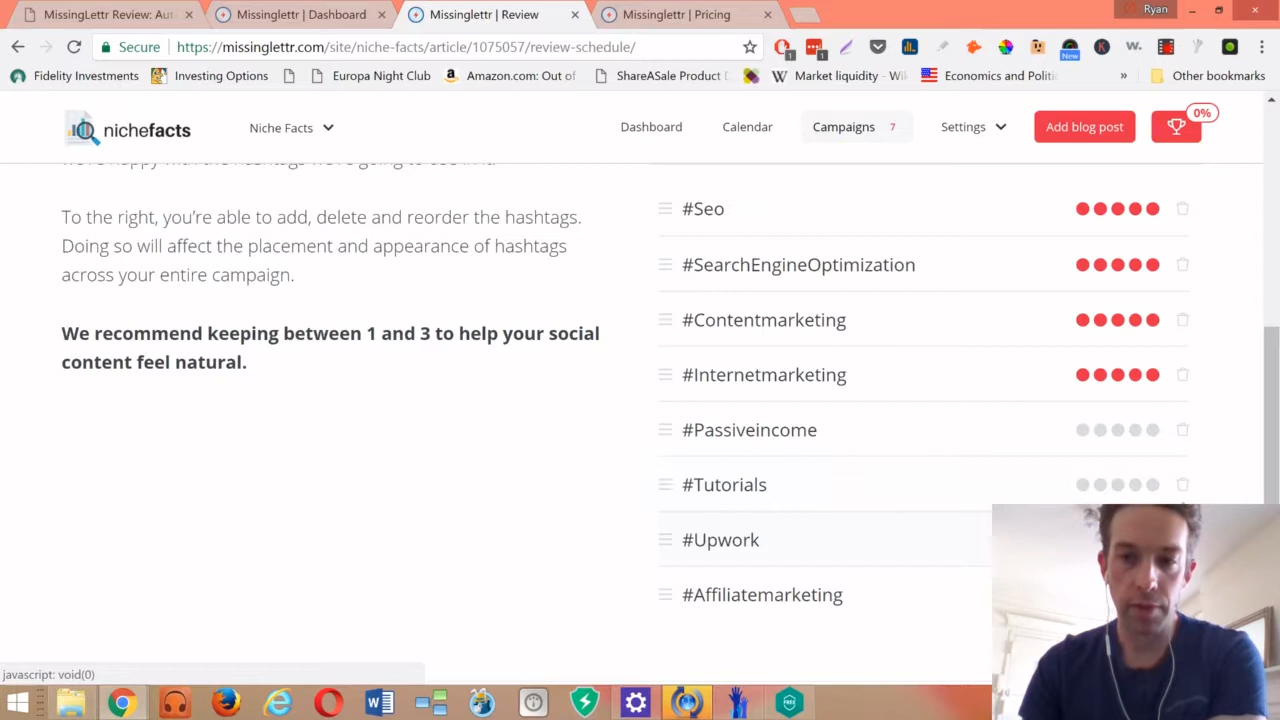 MissingLettr Review: Aut
Missinglettr | Dashboard
Missinglettr | Review
Missinglettr | Pricing
Ryan
Secure
https://missinglettr.com/site/niche-facts/article/1075057/review-schedule/
1
1
New
K
W.
Fidelity Investments
Investing Options
Europa Night Club
Amazon.com: Out of
ShareASale Product D
Market liquidity - Wi
Economics and Politi
»
Other bookmarks
nichefacts
Niche Facts
Dashboard
Calendar
Campaigns 7
Settings
Add blog post
0%
To the right, you're able to add, delete and reorder the hashtags.
Doing so will affect the placement and appearance of hashtags
across your entire campaign.
We recommend keeping between 1 and 3 to help your social
content feel natural.
#Seo
#SearchEngineOptimization
#Contentmarketing
#Internetmarketing
#Passiveincome
#Tutorials
#Upwork
#Affiliatemarketing
javascript: void(0)